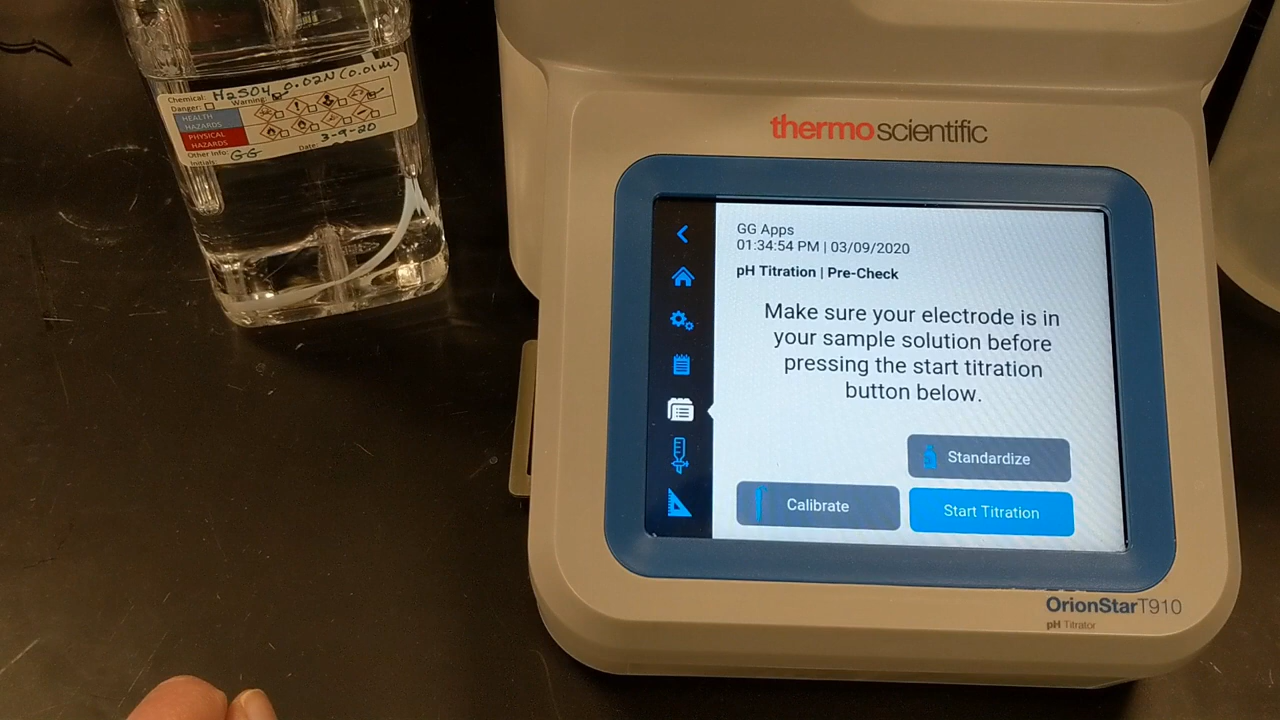 Chemical: H2SO4 0.02N (0.01M)
Danger: Warning:
HEALTH
HAZARDS
PHYSICAL
HAZARDS
Other Info: Date: 3-9-20
Initials: GG
thermo scientific
GG Apps
01:34:54 PM | 03/09/2020
pH Titration | Pre-Check
Make sure your electrode is in
your sample solution before
pressing the start titration
button below.
Standardize
Calibrate
Start Titration
OrionStar T910
pH Titrator